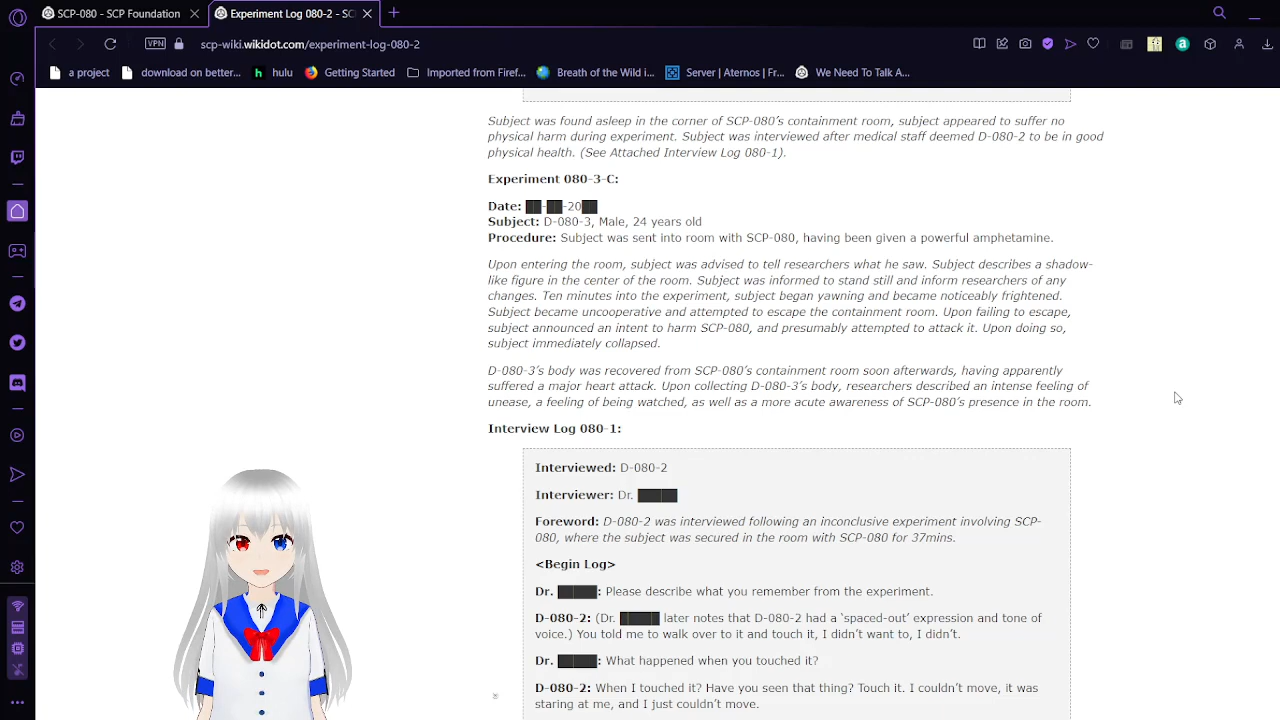 SCP-080 - SCP Foundation
Experiment Log 080-2 - SC
VPN
scp-wiki.wikidot.com/experiment-log-080-2
a project
download on better...
hulu
Getting Started
Imported from Firef...
Breath of the Wild i...
Server | Aternos | Fr...
We Need To Talk A...
Subject was found asleep in the corner of SCP-080's containment room, subject appeared to suffer no
physical harm during experiment. Subject was interviewed after medical staff deemed D-080-2 to be in good
physical health. (See Attached Interview Log 080-1).
Experiment 080-3-C:
Date: ██-██-20██
Subject: D-080-3, Male, 24 years old
Procedure: Subject was sent into room with SCP-080, having been given a powerful amphetamine.
Upon entering the room, subject was advised to tell researchers what he saw. Subject describes a shadow-
like figure in the center of the room. Subject was informed to stand still and inform researchers of any
changes. Ten minutes into the experiment, subject began yawning and became noticeably frightened.
Subject became uncooperative and attempted to escape the containment room. Upon failing to escape,
subject announced an intent to harm SCP-080, and presumably attempted to attack it. Upon doing so,
subject immediately collapsed.
D-080-3's body was recovered from SCP-080's containment room soon afterwards, having apparently
suffered a major heart attack. Upon collecting D-080-3's body, researchers described an intense feeling of
unease, a feeling of being watched, as well as a more acute awareness of SCP-080's presence in the room.
Interview Log 080-1:
Interviewed: D-080-2
Interviewer: Dr. █████
Foreword: D-080-2 was interviewed following an inconclusive experiment involving SCP-
080, where the subject was secured in the room with SCP-080 for 37mins.
<Begin Log>
Dr. █████: Please describe what you remember from the experiment.
D-080-2: (Dr. █████ later notes that D-080-2 had a ‘spaced-out’ expression and tone of
voice.) You told me to walk over to it and touch it, I didn't want to, I didn't.
Dr. █████: What happened when you touched it?
D-080-2: When I touched it? Have you seen that thing? Touch it. I couldn't move, it was
staring at me, and I just couldn't move.